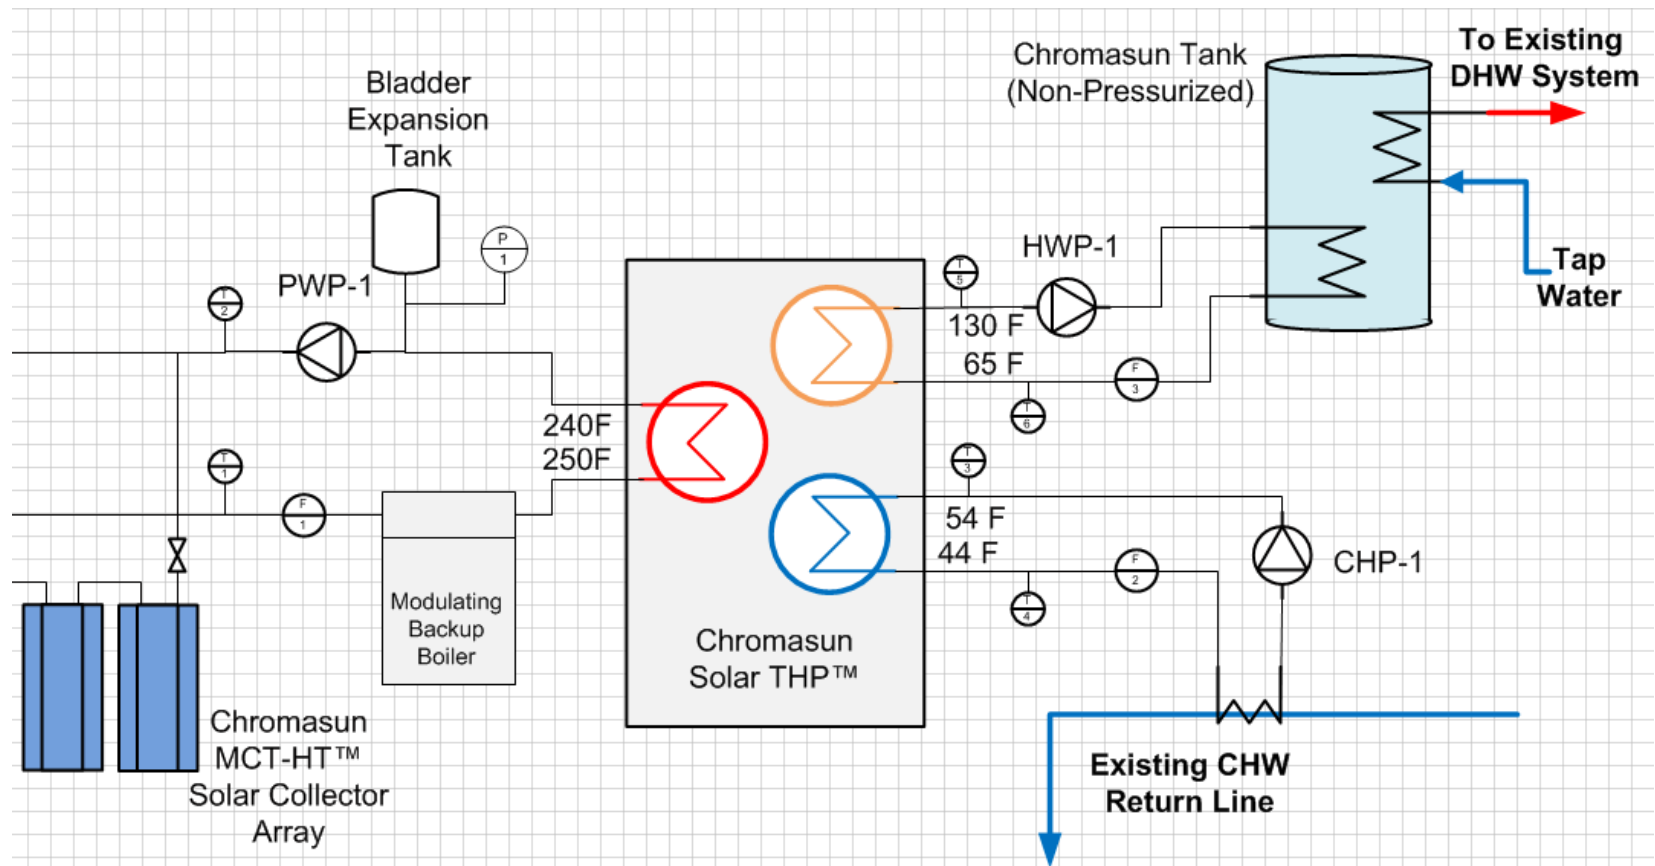 Chromasun Tank
(Non-Pressurized)
To Existing
DHW System
Bladder
Expansion
Tank
P
1
HWP-1
Tap
Water
T
2
PWP-1
T
5
130 F
65 F
F
3
T
6
240F
250F
T
1
F
1
T
3
54 F
44 F
F
2
CHP-1
T
4
Modulating
Backup
Boiler
Chromasun
Solar THP™
Chromasun
MCT-HT™
Solar Collector
Array
Existing CHW
Return Line